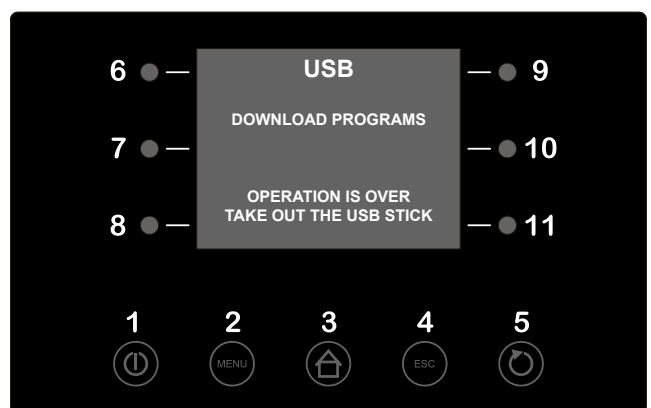 6 USB 9
DOWNLOAD PROGRAMS
7 10
OPERATION IS OVER
TAKE OUT THE USB STICK
8 11
1 2 3 4 5
MENU ESC